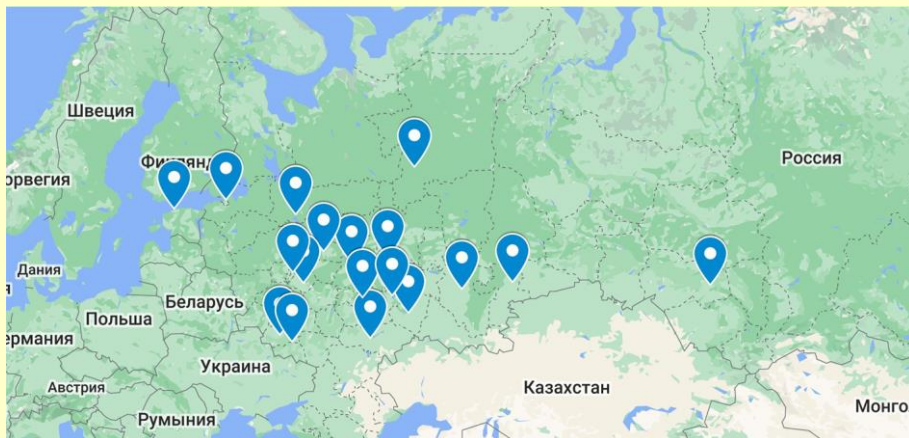 Швеция
Финлянд
орвегия
Россия
Дания
я
Беларусь
Польша
ермания
Украина
Казахстан
Австрия
Румыния
Монго